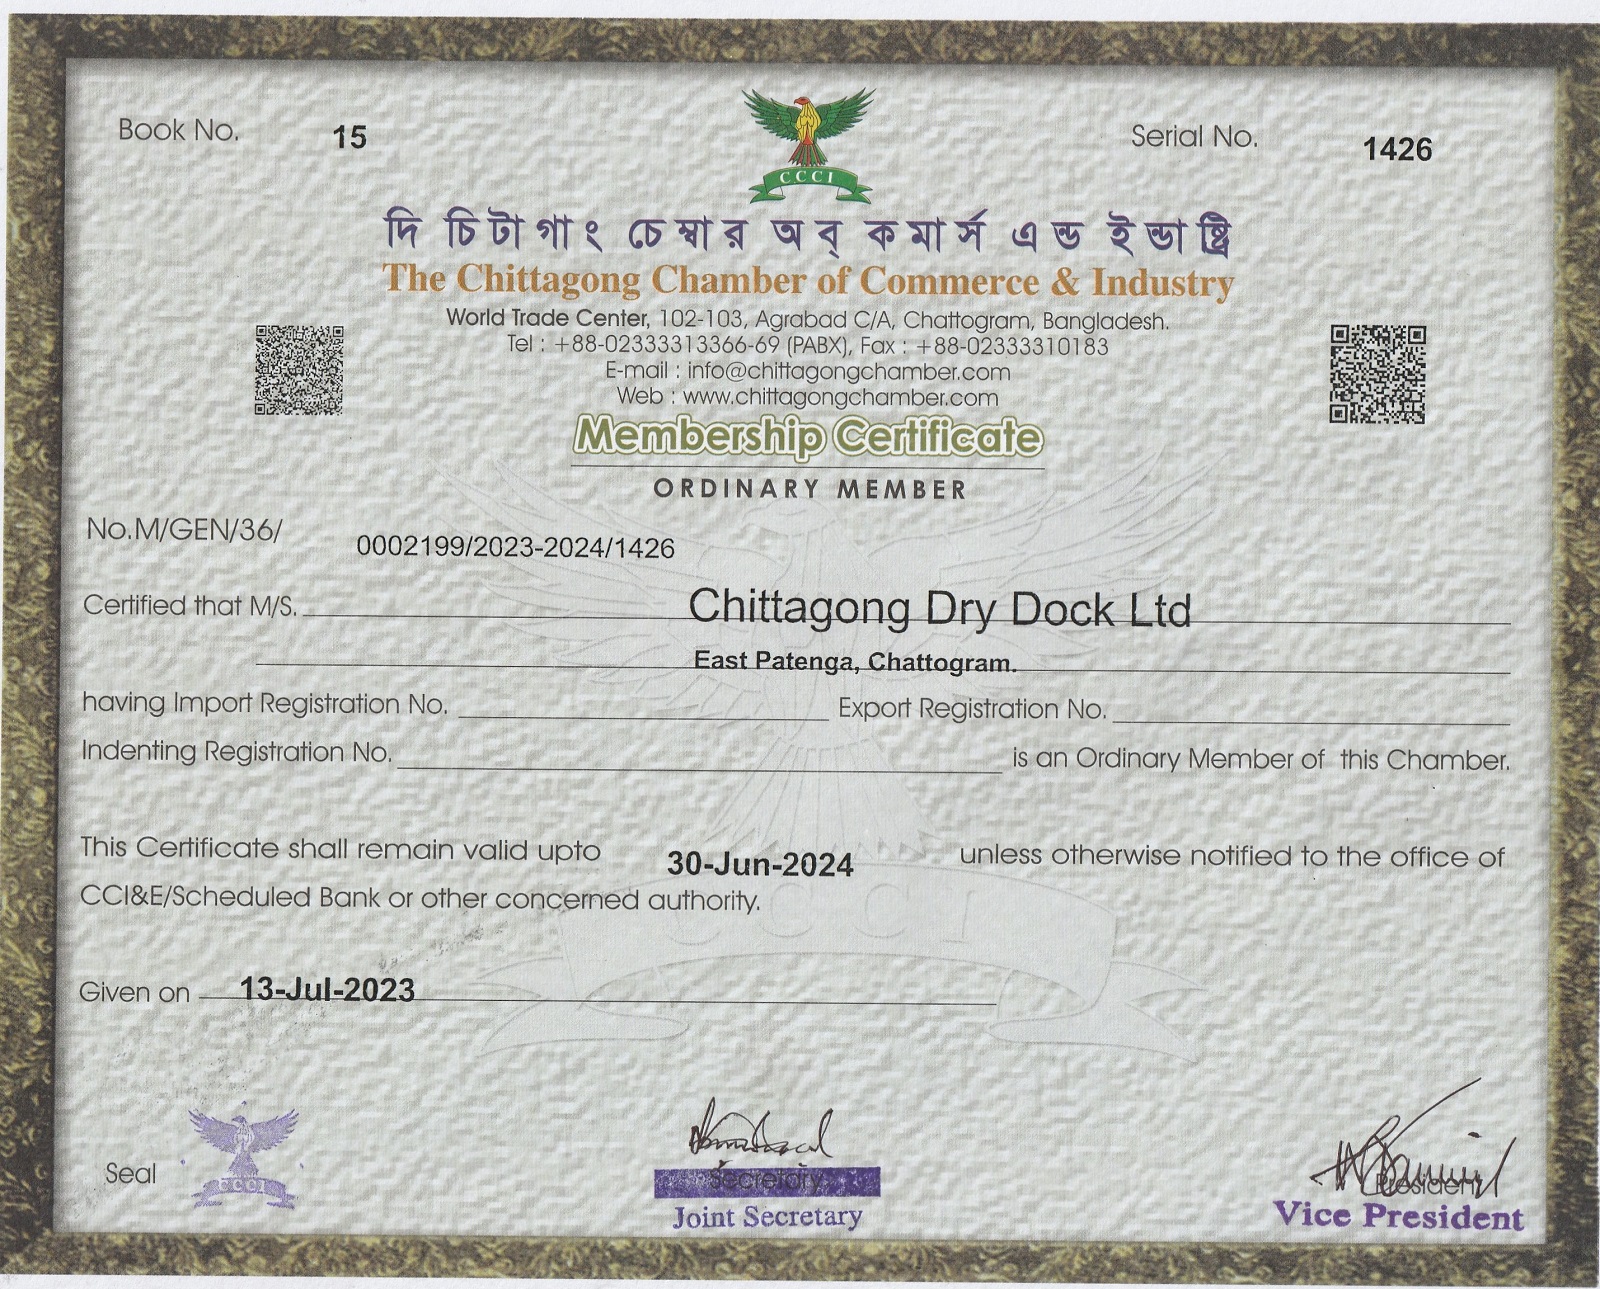 Book No. 15
CCCI
Serial No. 1426
দি চিটাগাং চেম্বার অব্ কমার্স এন্ড ইন্ডাষ্ট্রি
The Chittagong Chamber of Commerce & Industry
World Trade Center, 102-103, Agrabad C/A, Chattogram, Bangladesh.
Tel : +88-02333313366-69 (PABX), Fax : +88-02333310183
E-mail : info@chittagongchamber.com
Web : www.chittagongchamber.com
Membership Certificate
ORDINARY MEMBER
No.M/GEN/36/ 0002199/2023-2024/1426
Certified that M/S. Chittagong Dry Dock Ltd
East Patenga, Chattogram.
having Import Registration No. Export Registration No.
Indenting Registration No. is an Ordinary Member of this Chamber.
This Certificate shall remain valid upto 30-Jun-2024 unless otherwise notified to the office of
CCI&E/Scheduled Bank or other concerned authority.
CCCI
Given on 13-Jul-2023
Seal
CCCI
Secretary
Joint Secretary
President
Vice President